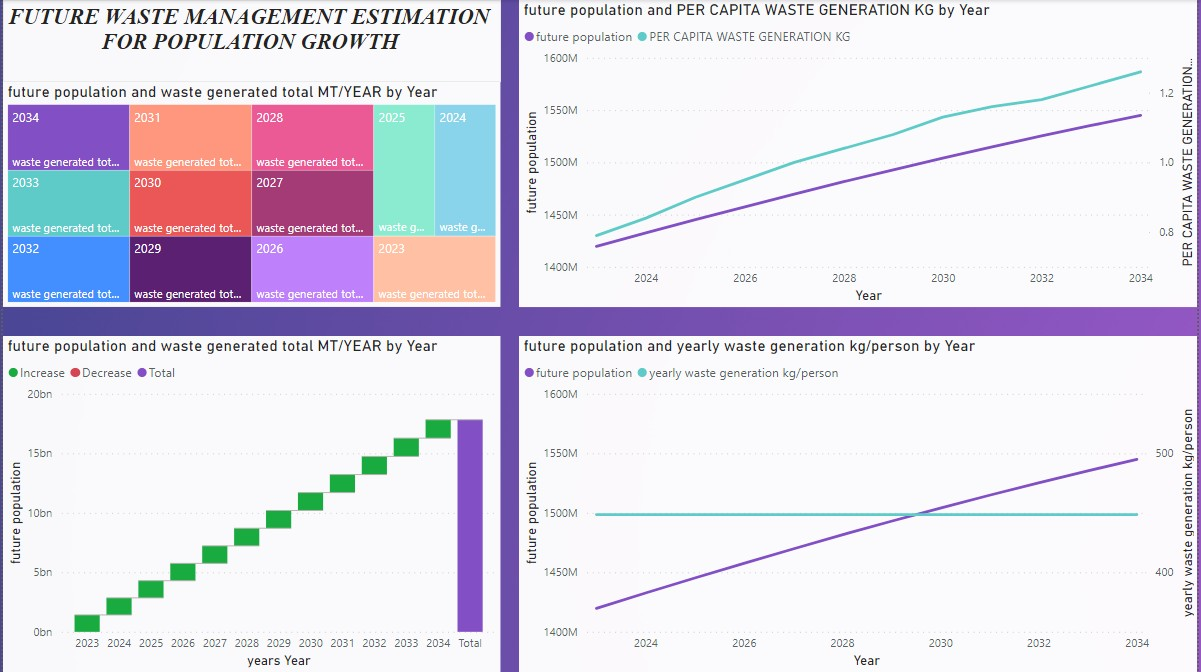 FUTURE WASTE MANAGEMENT ESTIMATION
FOR POPULATION GROWTH
future population and waste generated total MT/YEAR by Year
2034
waste generated tot...
2033
waste generated tot...
2032
waste generated tot...
2031
waste generated tot...
2030
waste generated tot...
2029
waste generated tot...
2028
waste generated tot...
2027
waste generated tot...
2026
waste generated tot...
2025
waste g...
2024
waste g...
2023
waste generated tot...
future population and PER CAPITA WASTE GENERATION KG by Year
future population PER CAPITA WASTE GENERATION KG
future population
1600M
1550M
1500M
1450M
1400M
2024 2026 2028 2030 2032 2034
Year
1.2
1.0
0.8
PER CAPITA WASTE GENERATION...
future population and waste generated total MT/YEAR by Year
Increase Decrease Total
future population
20bn
15bn
10bn
5bn
0bn
2023 2024 2025 2026 2027 2028 2029 2030 2031 2032 2033 2034 Total
years Year
future population and yearly waste generation kg/person by Year
future population yearly waste generation kg/person
future population
1600M
1550M
1500M
1450M
1400M
2024 2026 2028 2030 2032 2034
Year
500
400
yearly waste generation kg/person